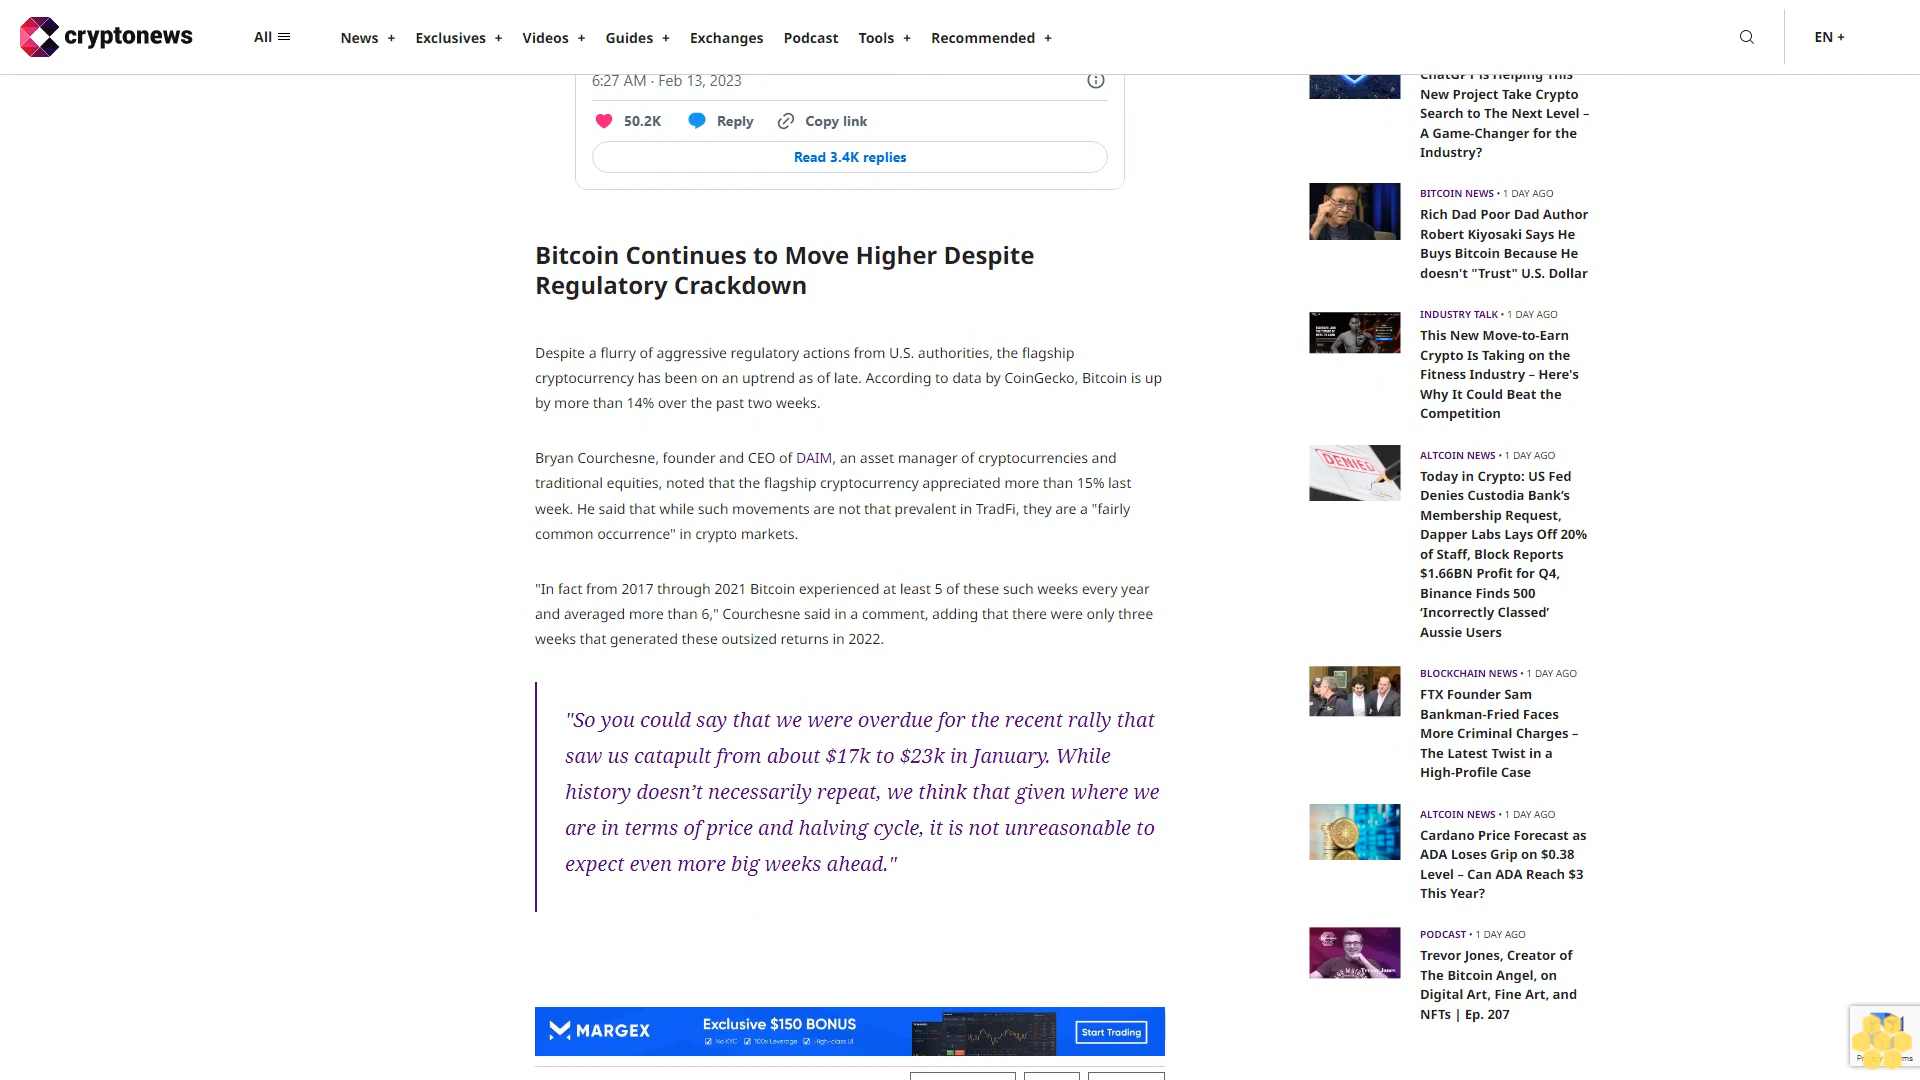 cryptonews
All
News +
Exclusives +
Videos +
Guides +
Exchanges
Podcast
Tools +
Recommended +
EN +
6:27 AM · Feb 13, 2023
50.2K
Reply
Copy link
Read 3.4K replies
Bitcoin Continues to Move Higher Despite
Regulatory Crackdown
Despite a flurry of aggressive regulatory actions from U.S. authorities, the flagship
cryptocurrency has been on an uptrend as of late. According to data by CoinGecko, Bitcoin is up
by more than 14% over the past two weeks.
Bryan Courchesne, founder and CEO of DAIM, an asset manager of cryptocurrencies and
traditional equities, noted that the flagship cryptocurrency appreciated more than 15% last
week. He said that while such movements are not that prevalent in TradFi, they are a "fairly
common occurrence" in crypto markets.
"In fact from 2017 through 2021 Bitcoin experienced at least 5 of these such weeks every year
and averaged more than 6," Courchesne said in a comment, adding that there were only three
weeks that generated these outsized returns in 2022.
"So you could say that we were overdue for the recent rally that
saw us catapult from about $17k to $23k in January. While
history doesn’t necessarily repeat, we think that given where we
are in terms of price and halving cycle, it is not unreasonable to
expect even more big weeks ahead."
MARGEX
Exclusive $150 BONUS
No KYC
100x Leverage
High-class UI
Start Trading
ChatGPT Is Helping This
New Project Take Crypto
Search to The Next Level –
A Game-Changer for the
Industry?
BITCOIN NEWS • 1 DAY AGO
Rich Dad Poor Dad Author
Robert Kiyosaki Says He
Buys Bitcoin Because He
doesn't "Trust" U.S. Dollar
INDUSTRY TALK • 1 DAY AGO
This New Move-to-Earn
Crypto Is Taking on the
Fitness Industry – Here's
Why It Could Beat the
Competition
DENIED
ALTCOIN NEWS • 1 DAY AGO
Today in Crypto: US Fed
Denies Custodia Bank’s
Membership Request,
Dapper Labs Lays Off 20%
of Staff, Block Reports
$1.66BN Profit for Q4,
Binance Finds 500
‘Incorrectly Classed’
Aussie Users
BLOCKCHAIN NEWS • 1 DAY AGO
FTX Founder Sam
Bankman-Fried Faces
More Criminal Charges –
The Latest Twist in a
High-Profile Case
ALTCOIN NEWS • 1 DAY AGO
Cardano Price Forecast as
ADA Loses Grip on $0.38
Level – Can ADA Reach $3
This Year?
PODCAST • 1 DAY AGO
Trevor Jones, Creator of
The Bitcoin Angel, on
Digital Art, Fine Art, and
NFTs | Ep. 207